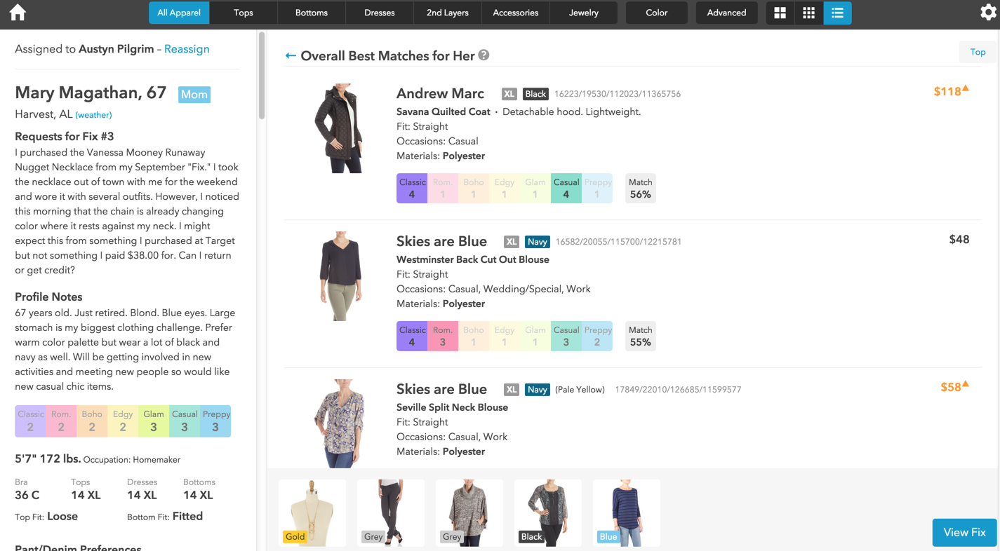 All Apparel Tops Bottoms Dresses 2nd Layers Accessories Jewelry Color Advanced
Assigned to Austyn Pilgrim – Reassign
Mary Magathan, 67 Mom
Harvest, AL (weather)
Requests for Fix #3
I purchased the Vanessa Mooney Runaway
Nugget Necklace from my September "Fix." I took
the necklace out of town with me for the weekend
and wore it with several outfits. However, I noticed
this morning that the chain is already changing
color where it rests against my neck. I might
expect this from something I purchased at Target
but not something I paid $38.00 for. Can I return
or get credit?
Profile Notes
67 years old. Just retired. Blond. Blue eyes. Large
stomach is my biggest clothing challenge. Prefer
warm color palette but wear a lot of black and
navy as well. Will be getting involved in new
activities and meeting new people so would like
new casual chic items.
Classic Rom. Boho Edgy Glam Casual Preppy
2 2 2 2 3 3 3
5'7" 172 lbs. Occupation: Homemaker
Bra Tops Dresses Bottoms
36 C 14 XL 14 XL 14 XL
Top Fit: Loose Bottom Fit: Fitted
Pant/Denim Preferences
← Overall Best Matches for Her ?
Top
Andrew Marc XL Black 16223/19530/112023/11365756 $118▲
Savana Quilted Coat · Detachable hood. Lightweight.
Fit: Straight
Occasions: Casual
Materials: Polyester
Classic Rom. Boho Edgy Glam Casual Preppy Match
4 1 1 1 1 4 1 56%
Skies are Blue XL Navy 16582/20055/115700/12215781 $48
Westminster Back Cut Out Blouse
Fit: Straight
Occasions: Casual, Wedding/Special, Work
Materials: Polyester
Classic Rom. Boho Edgy Glam Casual Preppy Match
4 3 1 1 1 3 2 55%
Skies are Blue XL Navy (Pale Yellow) 17849/22010/126685/11599577 $58▲
Seville Split Neck Blouse
Fit: Straight
Occasions: Casual, Work
Materials: Polyester
Gold Grey Grey Black Blue
View Fix